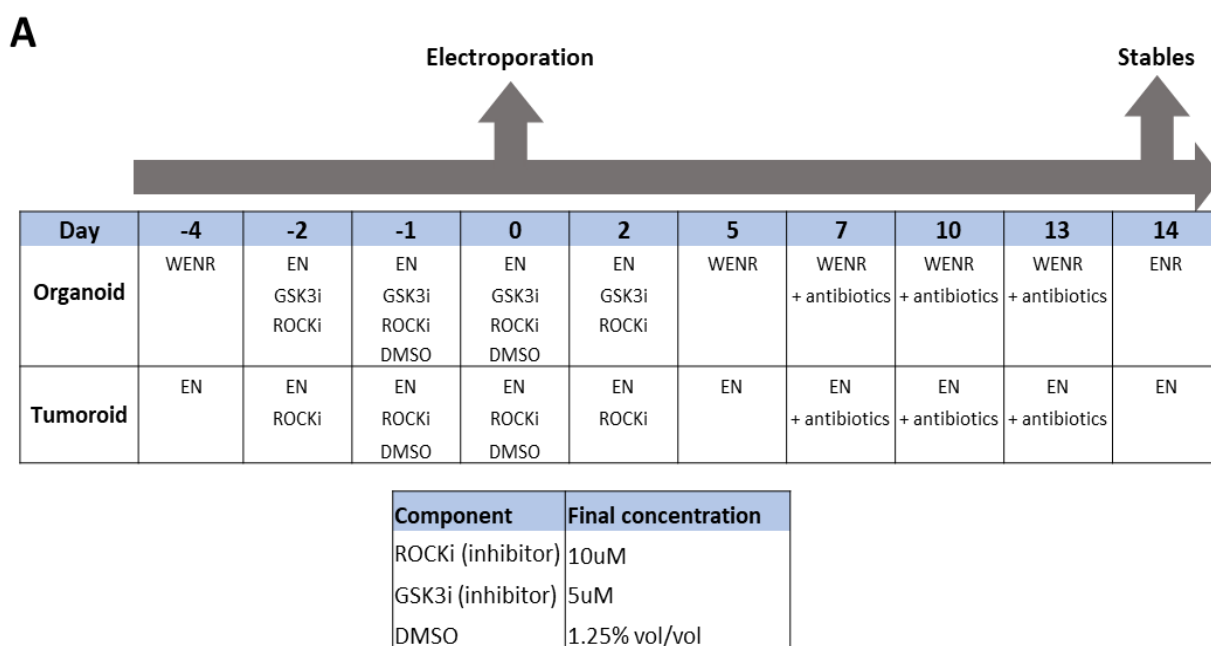 A
Electroporation Stables
Day -4 -2 -1 0 2 5 7 10 13 14
Organoid
WENR EN EN EN EN WENR WENR WENR WENR ENR
GSK3i GSK3i GSK3i GSK3i + antibiotics + antibiotics + antibiotics
ROCKi ROCKi ROCKi ROCKi
DMSO DMSO
Tumoroid
EN EN EN EN EN EN EN EN EN EN
ROCKi ROCKi ROCKi ROCKi + antibiotics + antibiotics + antibiotics
DMSO DMSO
Component Final concentration
ROCKi (inhibitor) 10uM
GSK3i (inhibitor) 5uM
DMSO 1.25% vol/vol